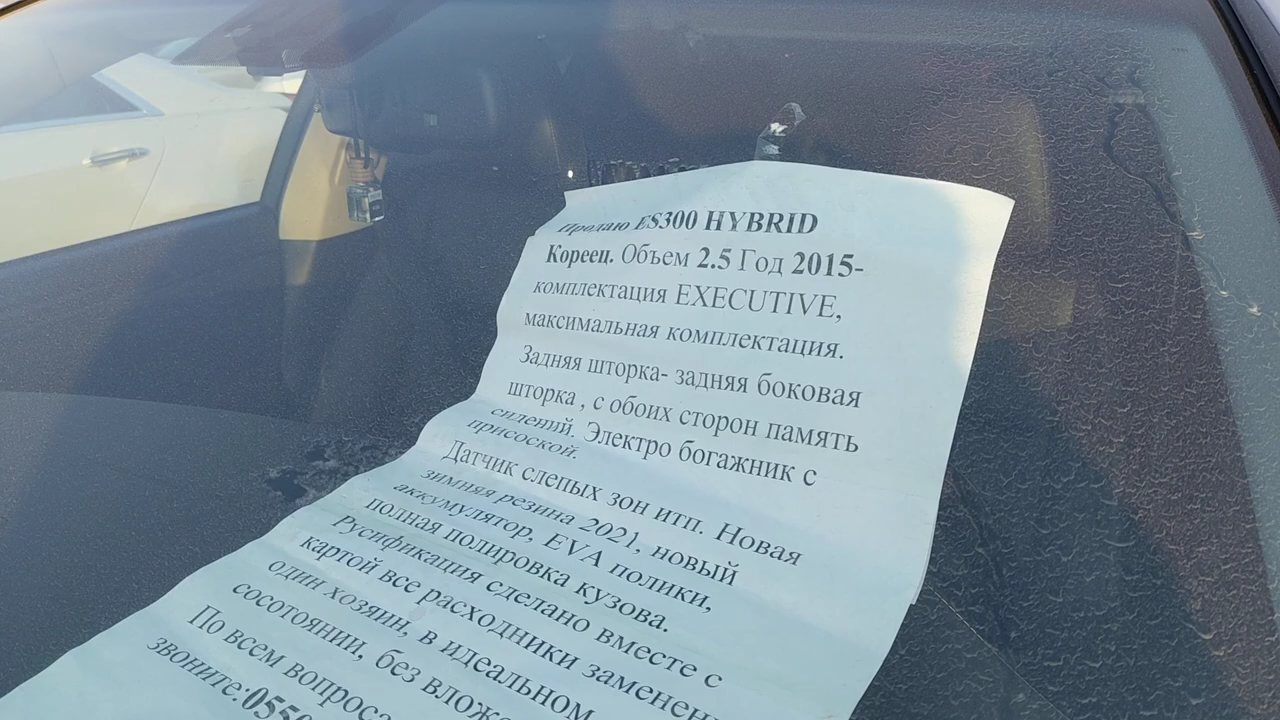 Продаю ES300 HYBRID
Кореец. Объем 2.5 Год 2015-
комплектация EXECUTIVE,
максимальная комплектация.
Задняя шторка- задняя боковая
шторка , с обоих сторон память
сидений. Электро богажник с
присоской.
Датчик слепых зон итп. Новая
зимняя резина 2021, новый
аккумулятор, EVA полики,
полная полировка кузова.
Русификация сделано вместе с
картой все расходники заменен
один хозян, в идеальном
сосотоянии, без влож
По всем вопроса
звоните:055